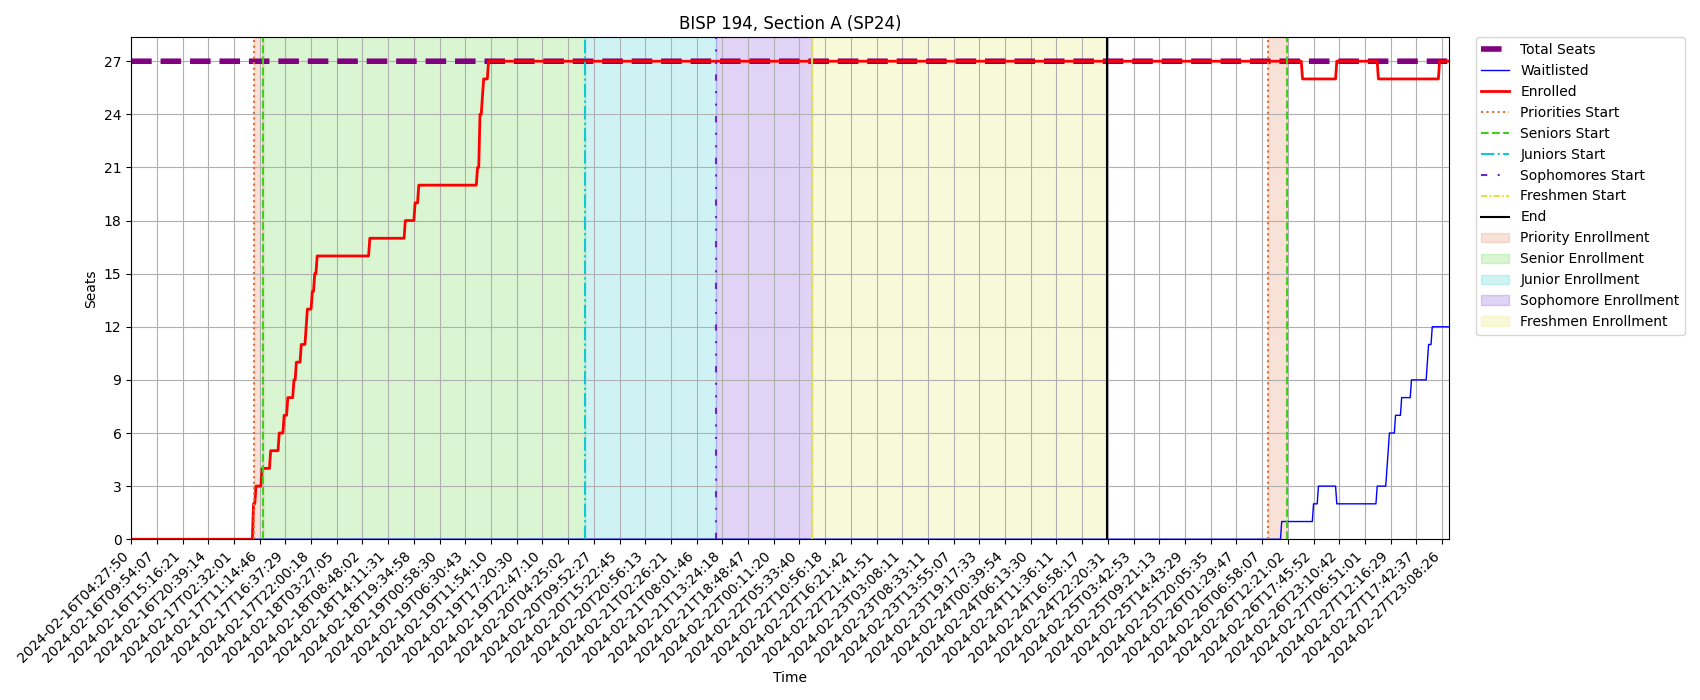 BISP 194, Section A (SP24)
Seats
27
24
21
18
15
12
9
6
3
0
2024-02-16T04:27:50
2024-02-16T09:54:07
2024-02-16T15:16:21
2024-02-16T20:39:14
2024-02-17T02:32:01
2024-02-17T11:14:46
2024-02-17T16:37:29
2024-02-17T22:00:18
2024-02-18T03:27:05
2024-02-18T08:48:02
2024-02-18T14:11:31
2024-02-18T19:34:58
2024-02-19T00:58:30
2024-02-19T06:30:43
2024-02-19T11:54:10
2024-02-19T17:20:30
2024-02-19T22:47:10
2024-02-20T04:25:02
2024-02-20T09:52:27
2024-02-20T15:22:45
2024-02-20T20:56:13
2024-02-21T02:26:21
2024-02-21T08:01:46
2024-02-21T13:24:18
2024-02-21T18:48:47
2024-02-22T00:11:20
2024-02-22T05:33:40
2024-02-22T10:56:18
2024-02-22T16:21:42
2024-02-22T21:41:51
2024-02-23T03:08:11
2024-02-23T08:33:11
2024-02-23T13:55:07
2024-02-23T19:17:33
2024-02-24T00:39:54
2024-02-24T06:13:30
2024-02-24T11:36:11
2024-02-24T16:58:17
2024-02-24T22:20:31
2024-02-25T03:42:53
2024-02-25T09:21:13
2024-02-25T14:43:29
2024-02-25T20:05:35
2024-02-26T01:29:47
2024-02-26T06:58:07
2024-02-26T12:21:02
2024-02-26T17:45:52
2024-02-26T23:10:42
2024-02-27T06:51:01
2024-02-27T12:16:29
2024-02-27T17:42:37
2024-02-27T23:08:26
Time
Total Seats
Waitlisted
Enrolled
Priorities Start
Seniors Start
Juniors Start
Sophomores Start
Freshmen Start
End
Priority Enrollment
Senior Enrollment
Junior Enrollment
Sophomore Enrollment
Freshmen Enrollment